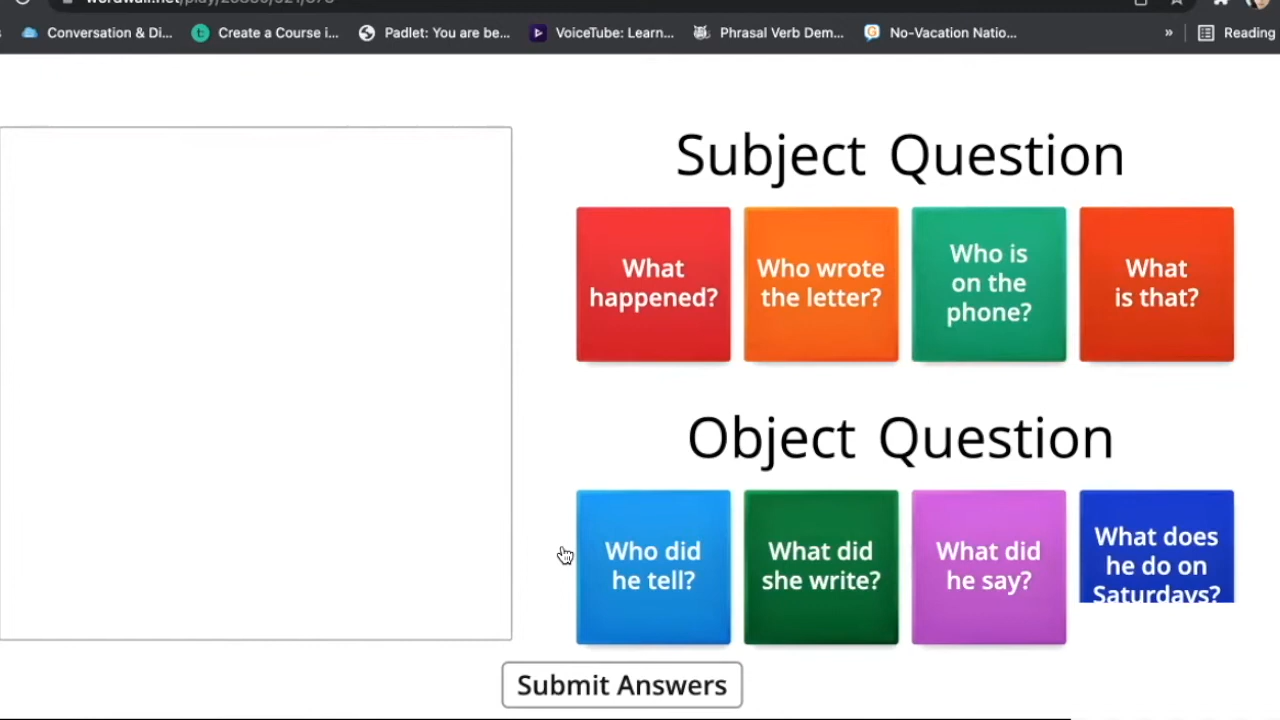 Conversation & Di...
Create a Course i...
Padlet: You are be...
VoiceTube: Learn...
Phrasal Verb Dem...
No-Vacation Natio...
»
Reading
Subject Question
What
happened?
Who wrote
the letter?
Who is
on the
phone?
What
is that?
Object Question
Who did
he tell?
What did
she write?
What did
he say?
What does
he do on
Saturdays?
Submit Answers